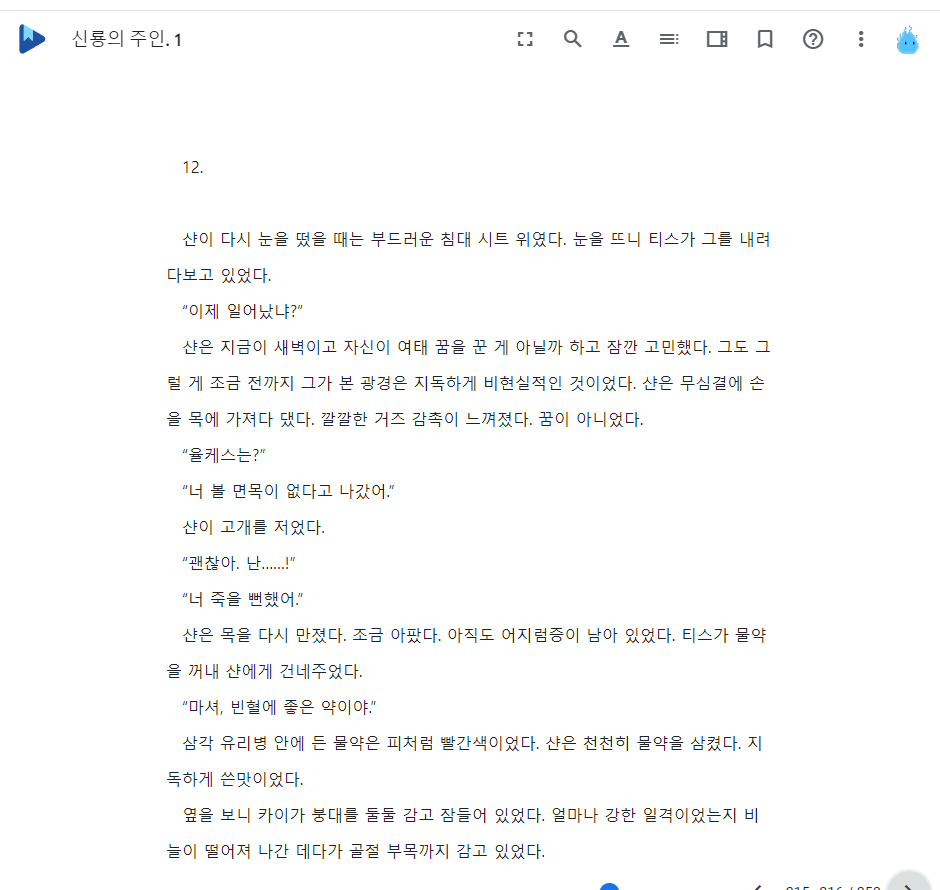 신룡의 주인. 1
12.
샨이 다시 눈을 떴을 때는 부드러운 침대 시트 위였다. 눈을 뜨니 티스가 그를 내려
다보고 있었다.
“이제 일어났냐?”
샨은 지금이 새벽이고 자신이 여태 꿈을 꾼 게 아닐까 하고 잠깐 고민했다. 그도 그
럴 게 조금 전까지 그가 본 광경은 지독하게 비현실적인 것이었다. 샨은 무심결에 손
을 목에 가져다 댔다. 깔깔한 거즈 감촉이 느껴졌다. 꿈이 아니었다.
“율케스는?”
“너 볼 면목이 없다고 나갔어.”
샨이 고개를 저었다.
“괜찮아. 난……!”
“너 죽을 뻔했어.”
샨은 목을 다시 만졌다. 조금 아팠다. 아직도 어지럼증이 남아 있었다. 티스가 물약
을 꺼내 샨에게 건네주었다.
“마셔, 빈혈에 좋은 약이야.”
삼각 유리병 안에 든 물약은 피처럼 빨간색이었다. 샨은 천천히 물약을 삼켰다. 지
독하게 쓴맛이었다.
옆을 보니 카이가 붕대를 둘둘 감고 잠들어 있었다. 얼마나 강한 일격이었는지 비
늘이 떨어져 나간 데다가 골절 부목까지 감고 있었다.